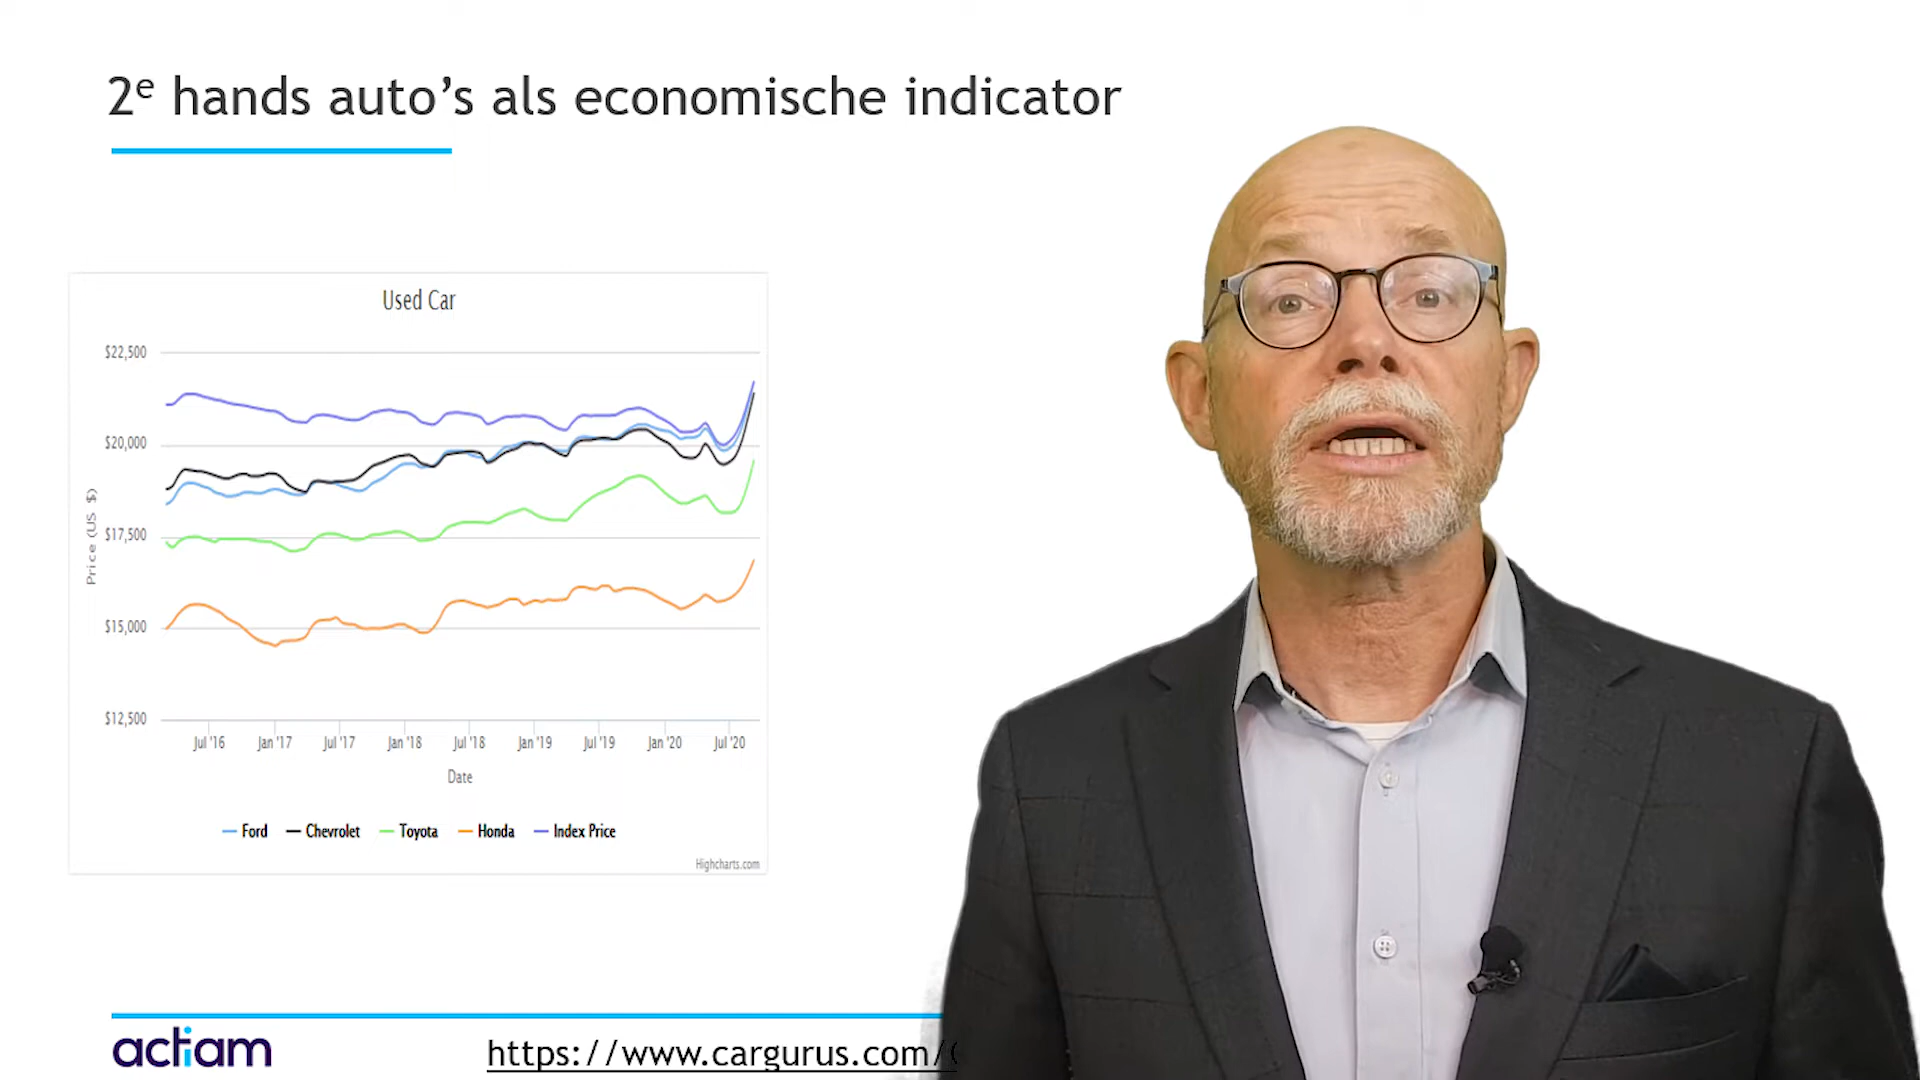 2e hands auto's als economische indicator
Used Car
$22,500
$20,000
$17,500
$15,000
$12,500
Price (US $)
Jul '16 Jan '17 Jul '17 Jan '18 Jul '18 Jan '19 Jul '19 Jan '20 Jul '20
Date
Ford Chevrolet Toyota Honda Index Price
Highcharts.com
actiam
https://www.cargurus.com/